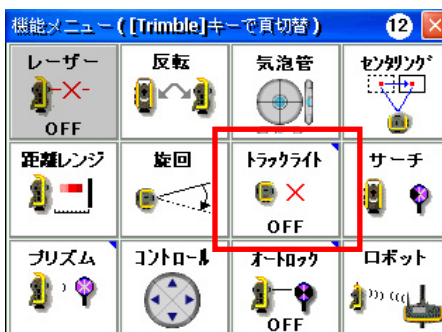 機能メニュー([Trimble]キーで頁切替) 12 ×
レーザー 反転 気泡管 センタリング
OFF
距離レンジ 旋回 トラックライト サーチ
OFF
プリズム コントロール オートロック ロボット
OFF